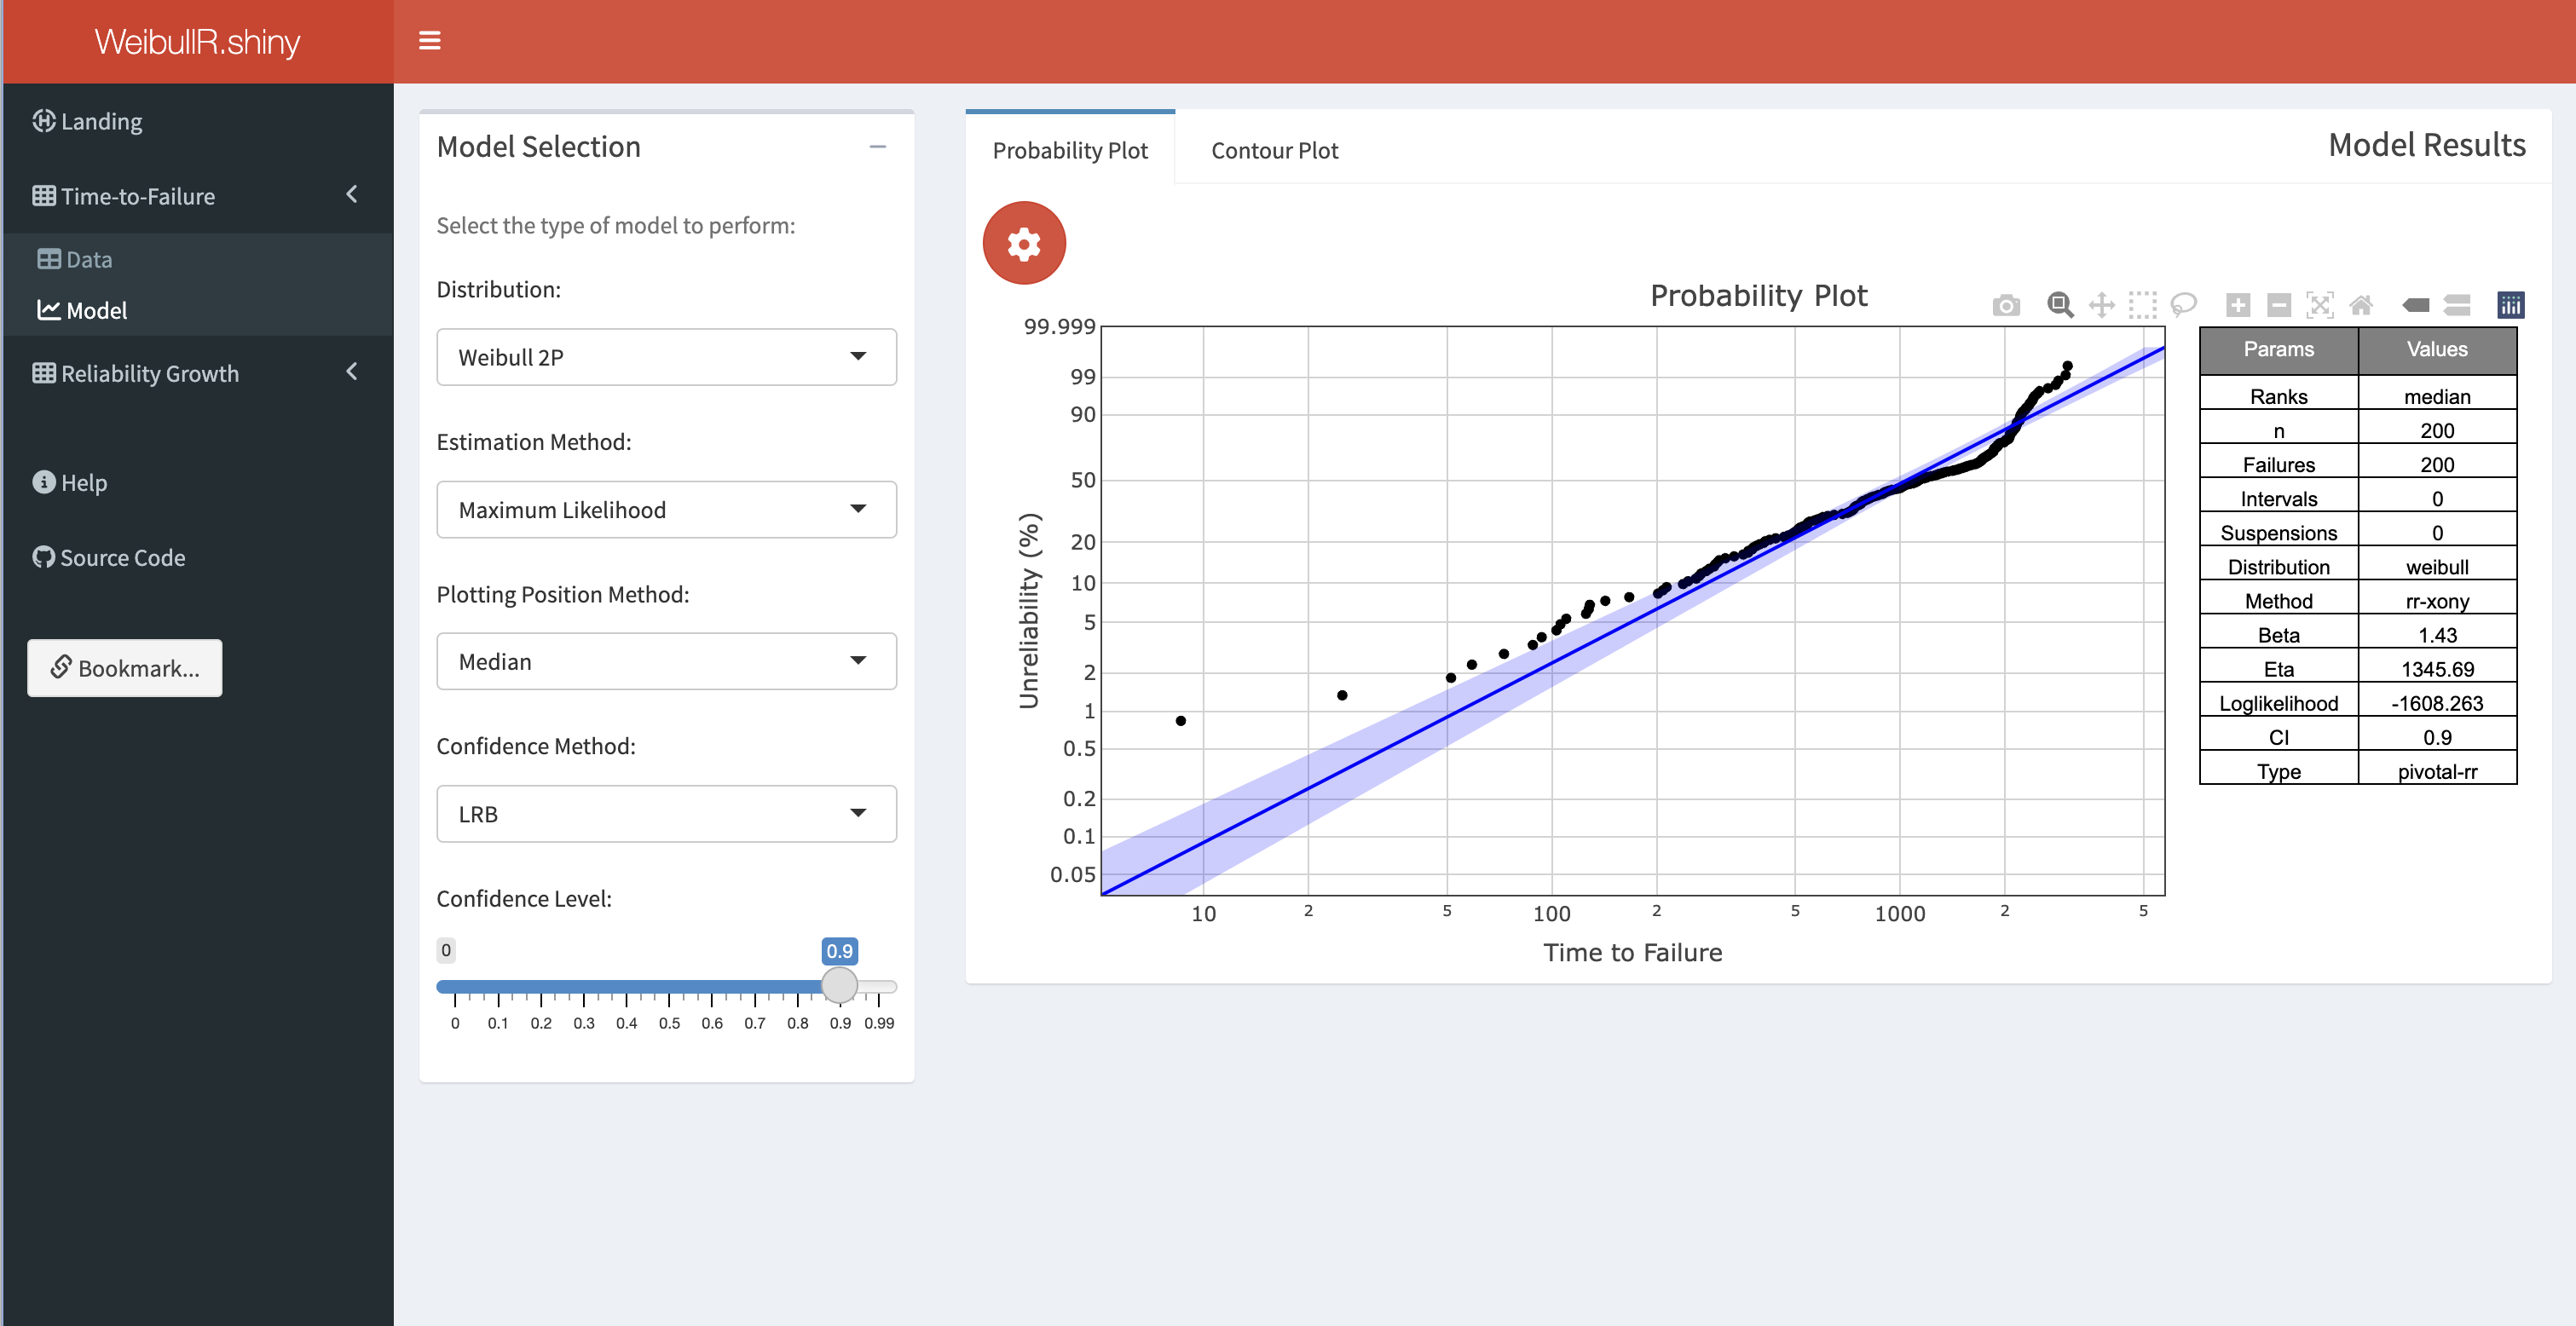 WeibullR.shiny
Landing
Time-to-Failure
Data
Model
Reliability Growth
Help
Source Code
Bookmark...
Model Selection
Select the type of model to perform:
Distribution:
Weibull 2P
Estimation Method:
Maximum Likelihood
Plotting Position Method:
Median
Confidence Method:
LRB
Confidence Level:
0 0.9
0 0.1 0.2 0.3 0.4 0.5 0.6 0.7 0.8 0.9 0.99
Probability Plot Contour Plot Model Results
Probability Plot
Unreliability (%)
99.999
99
90
50
20
10
5
2
1
0.5
0.2
0.1
0.05
10 2 5 100 2 5 1000 2 5
Time to Failure
Params Values
Ranks median
n 200
Failures 200
Intervals 0
Suspensions 0
Distribution weibull
Method rr-xony
Beta 1.43
Eta 1345.69
Loglikelihood -1608.263
CI 0.9
Type pivotal-rr